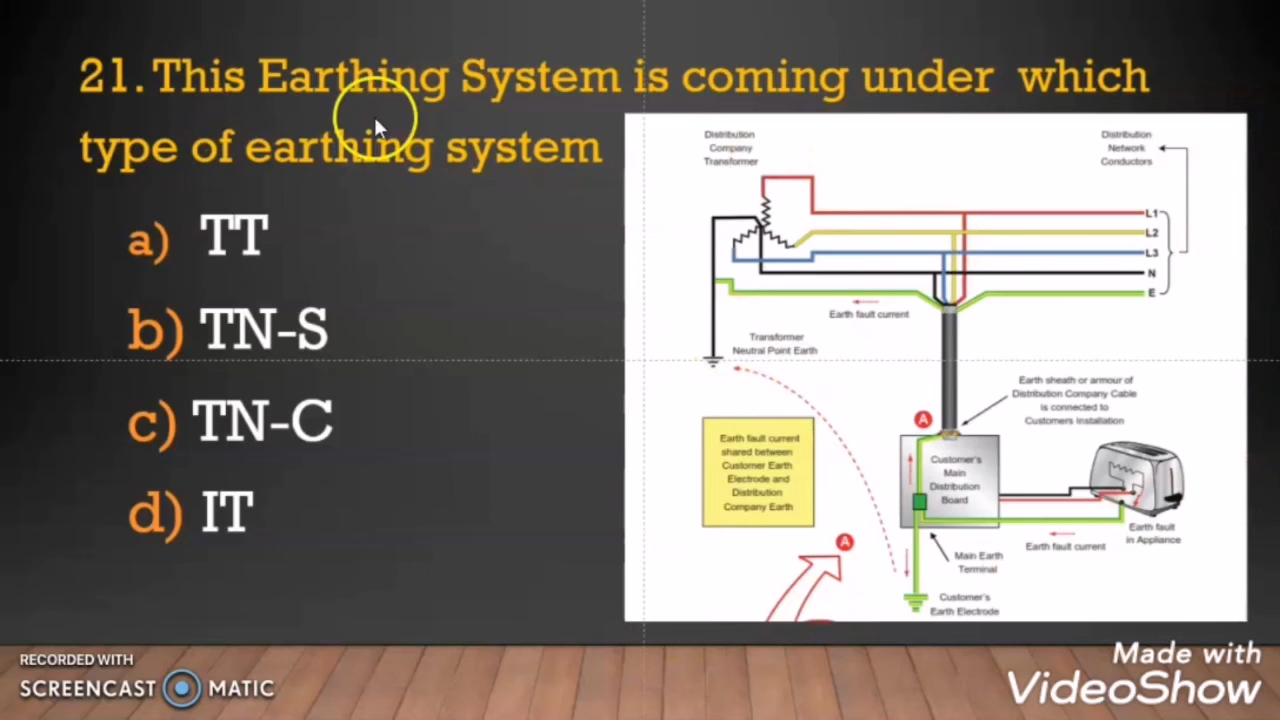 21. This Earthing System is coming under which
type of earthing system
a) TT
b) TN-S
c) TN-C
d) IT
Distribution
Company
Transformer
Distribution
Network
Conductors
L1
L2
L3
N
E
Earth fault current
Transformer
Neutral Point Earth
Earth sheath or armour of
Distribution Company Cable
is connected to
Customers Installation
A
Earth fault current
shared between
Customer Earth
Electrode and
Distribution
Company Earth
Customer's
Main
Distribution
Board
Earth fault
in Appliance
A
Earth fault current
Main Earth
Terminal
Customer's
Earth Electrode
RECORDED WITH
SCREENCAST MATIC
Made with
VideoShow